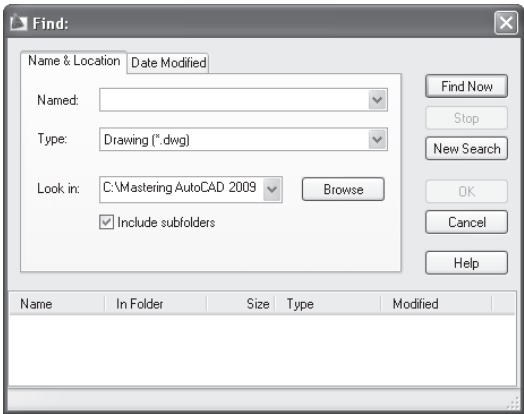 Find:
Name & Location Date Modified
Named:
Type: Drawing (*.dwg)
Look in: C:\Mastering AutoCAD 2009 Browse
Include subfolders
Find Now
Stop
New Search
OK
Cancel
Help
Name In Folder Size Type Modified